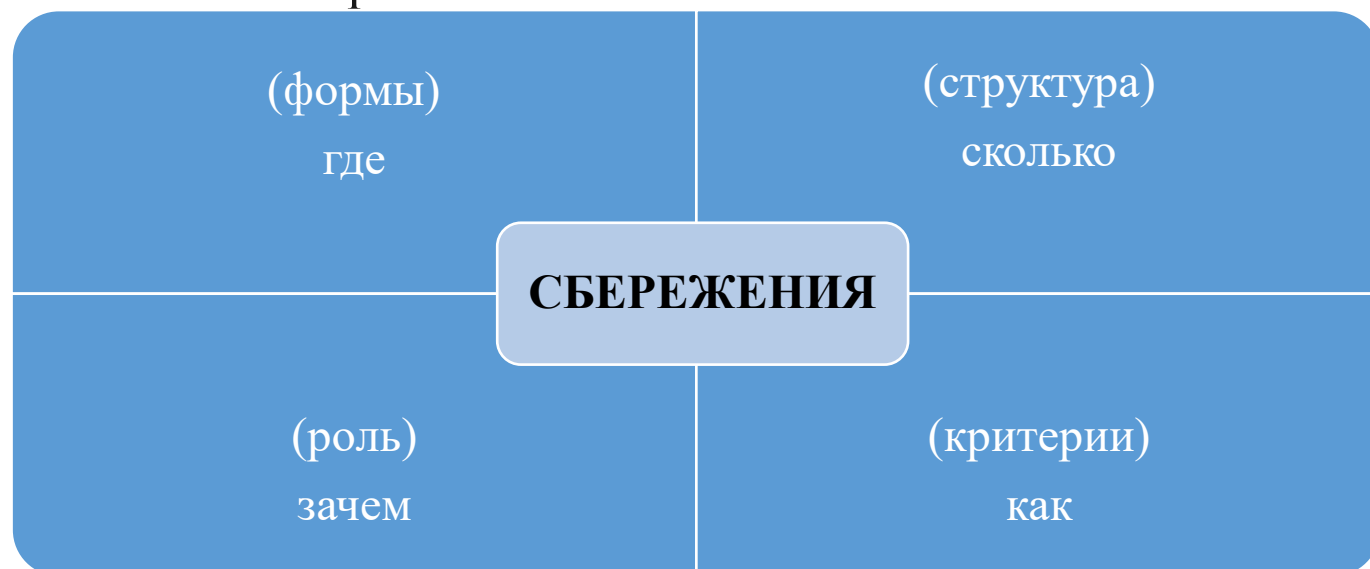 (формы)
где
(структура)
сколько
СБЕРЕЖЕНИЯ
(роль)
зачем
(критерии)
как